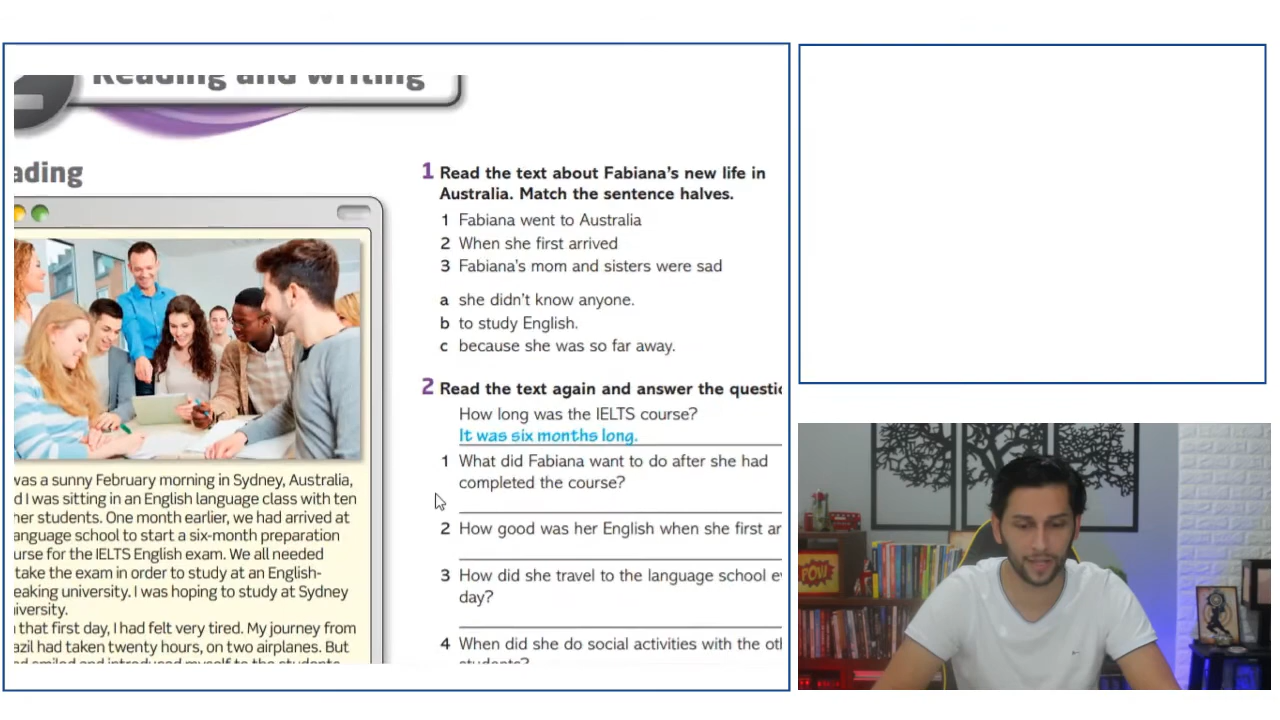 Reading and Writing
ading
was a sunny February morning in Sydney, Australia,
d I was sitting in an English language class with ten
her students. One month earlier, we had arrived at
anguage school to start a six-month preparation
urse for the IELTS English exam. We all needed
take the exam in order to study at an English-
eaking university. I was hoping to study at Sydney
iversity.
that first day, I had felt very tired. My journey from
azil had taken twenty hours, on two airplanes. But
ad smiled and introduced myself to the students
1 Read the text about Fabiana's new life in
Australia. Match the sentence halves.
1 Fabiana went to Australia
2 When she first arrived
3 Fabiana's mom and sisters were sad
a she didn't know anyone.
b to study English.
c because she was so far away.
2 Read the text again and answer the questi
How long was the IELTS course?
It was six months long.
1 What did Fabiana want to do after she had
completed the course?
2 How good was her English when she first ar
3 How did she travel to the language school e
day?
4 When did she do social activities with the ot
students?
POW!